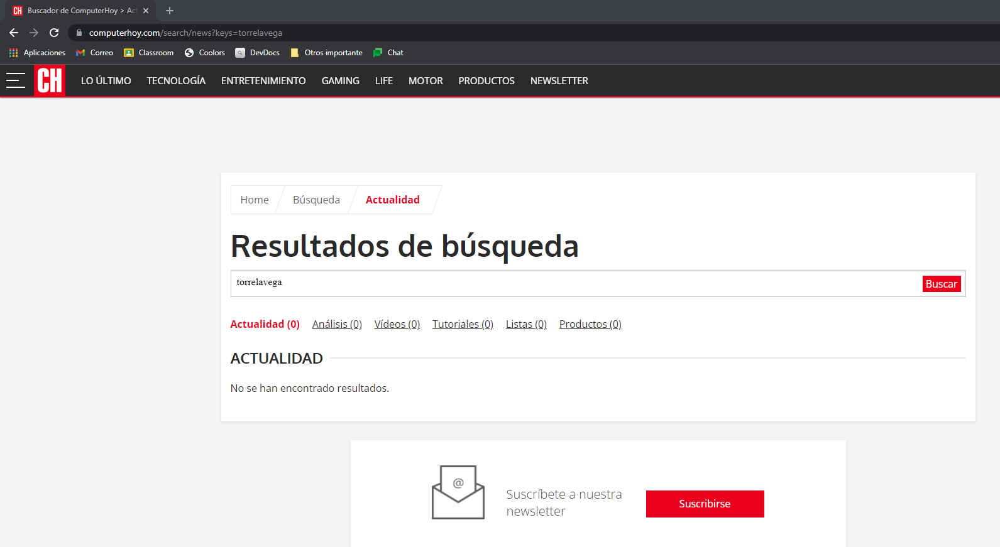 CH Buscador de ComputerHoy > Act
computerhoy.com/search/news?keys=torrelavega
Aplicaciones Correo Classroom Coolors DevDocs Otros importante Chat
CH LO ÚLTIMO TECNOLOGÍA ENTRETENIMIENTO GAMING LIFE MOTOR PRODUCTOS NEWSLETTER
Home Búsqueda Actualidad
Resultados de búsqueda
torrelavega Buscar
Actualidad (0) Análisis (0) Vídeos (0) Tutoriales (0) Listas (0) Productos (0)
ACTUALIDAD
No se han encontrado resultados.
@
Suscríbete a nuestra
newsletter
Suscribirse